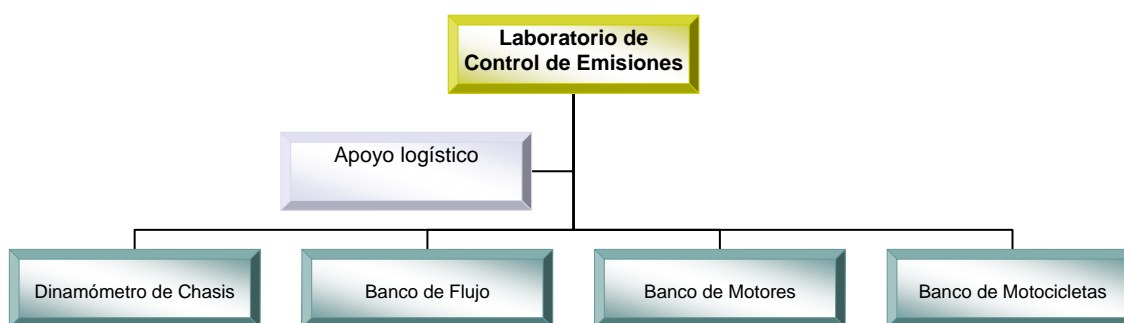 Laboratorio de
Control de Emisiones
Apoyo logístico
Dinamómetro de Chasis
Banco de Flujo
Banco de Motores
Banco de Motocicletas